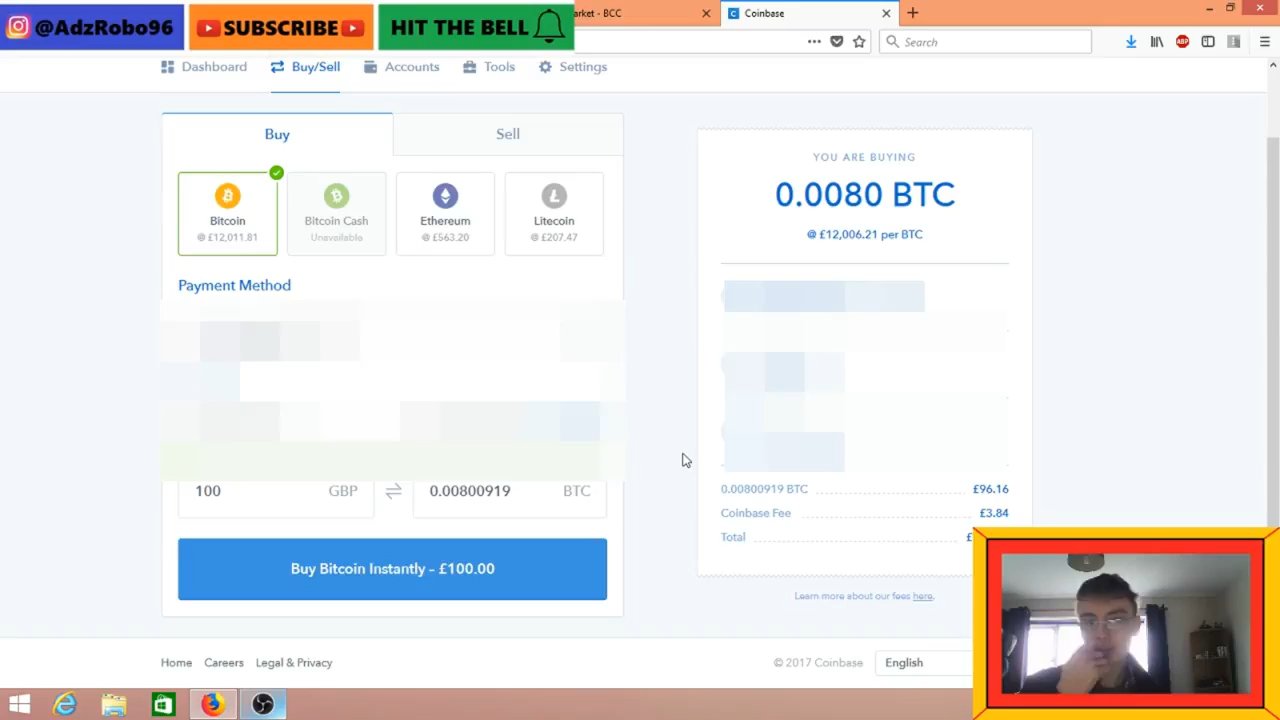 @AdzRobo96
SUBSCRIBE
HIT THE BELL
arket - BCC
Coinbase
Search
Dashboard
Buy/Sell
Accounts
Tools
Settings
Buy
Sell
Bitcoin
@ £12,011.81
Bitcoin Cash
Unavailable
Ethereum
@ £563.20
Litecoin
@ £207.47
Payment Method
100 GBP
0.00800919 BTC
Buy Bitcoin Instantly – £100.00
YOU ARE BUYING
0.0080 BTC
@ £12,006.21 per BTC
0.00800919 BTC £96.16
Coinbase Fee £3.84
Total £
Learn more about our fees here.
Home
Careers
Legal & Privacy
© 2017 Coinbase
English